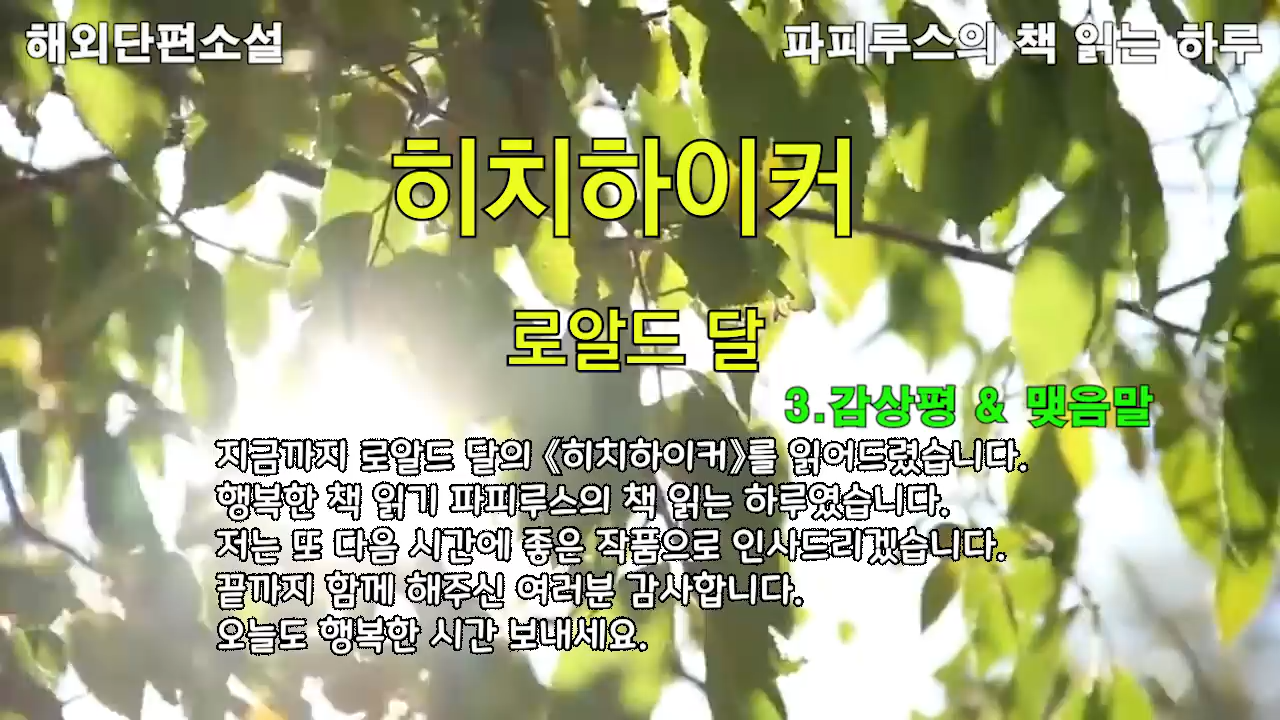 해외단편소설
파피루스의 책 읽는 하루
히치하이커
로알드 달
3.감상평 & 맺음말
지금까지 로알드 달의 《히치하이커》를 읽어드렸습니다.
행복한 책 읽기 파피루스의 책 읽는 하루였습니다.
저는 또 다음 시간에 좋은 작품으로 인사드리겠습니다.
끝까지 함께 해주신 여러분 감사합니다.
오늘도 행복한 시간 보내세요.